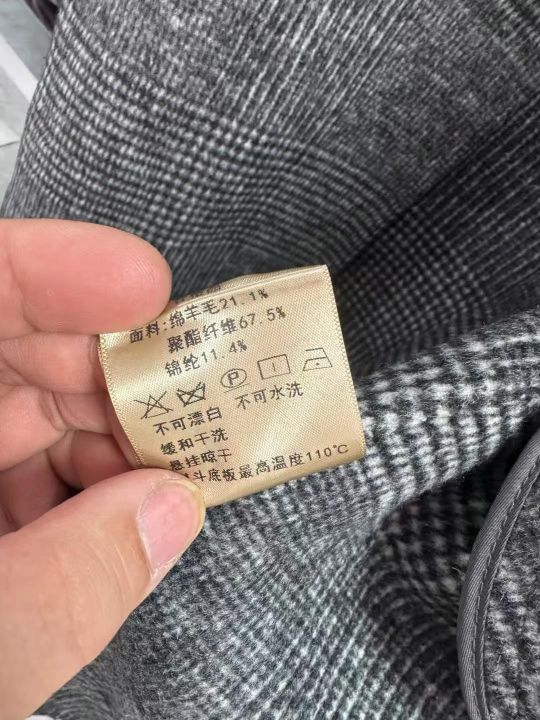 面料:绵羊毛21.1%
聚酯纤维67.5%
锦纶11.4%
P
不可漂白 不可水洗
缓和干洗
悬挂晾干
斗底板最高温度110℃